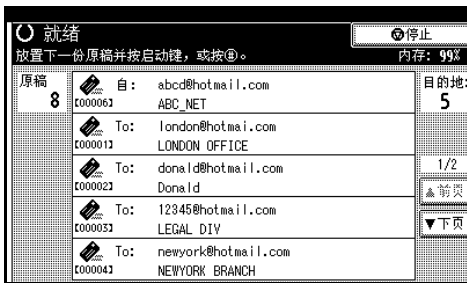 就绪
停止
放置下一份原稿并按启动键，或按⊕。
内存: 99%
原稿
8
自: abcd@hotmail.com
[00006] ABC_NET
To: london@hotmai.com
[00001] LONDON OFFICE
To: donald@hotmail.com
[00002] Donald
To: 12345@hotmail.com
[00003] LEGAL DIV
To: newyork@hotmail.com
[00004] NEWYORK BRANCH
目的地:
5
1/2
▲前页
▼下页